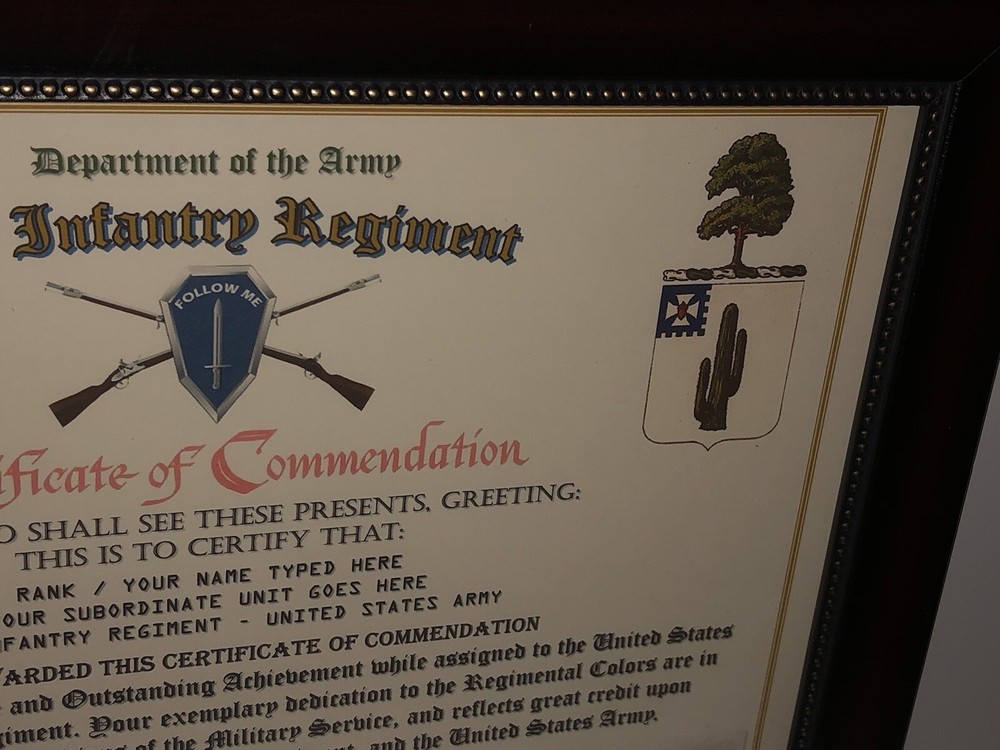 Department of the Army
Infantry Regiment
FOLLOW ME
ificate of Commendation
O SHALL SEE THESE PRESENTS, GREETING:
THIS IS TO CERTIFY THAT:
RANK / YOUR NAME TYPED HERE
OUR SUBORDINATE UNIT GOES HERE
NFANTRY REGIMENT - UNITED STATES ARMY
WARDED THIS CERTIFICATE OF COMMENDATION
and Outstanding Achievement while assigned to the United States
giment. Your exemplary dedication to the Regimental Colors are in
of the Military Service, and reflects great credit upon
and the United States Army.